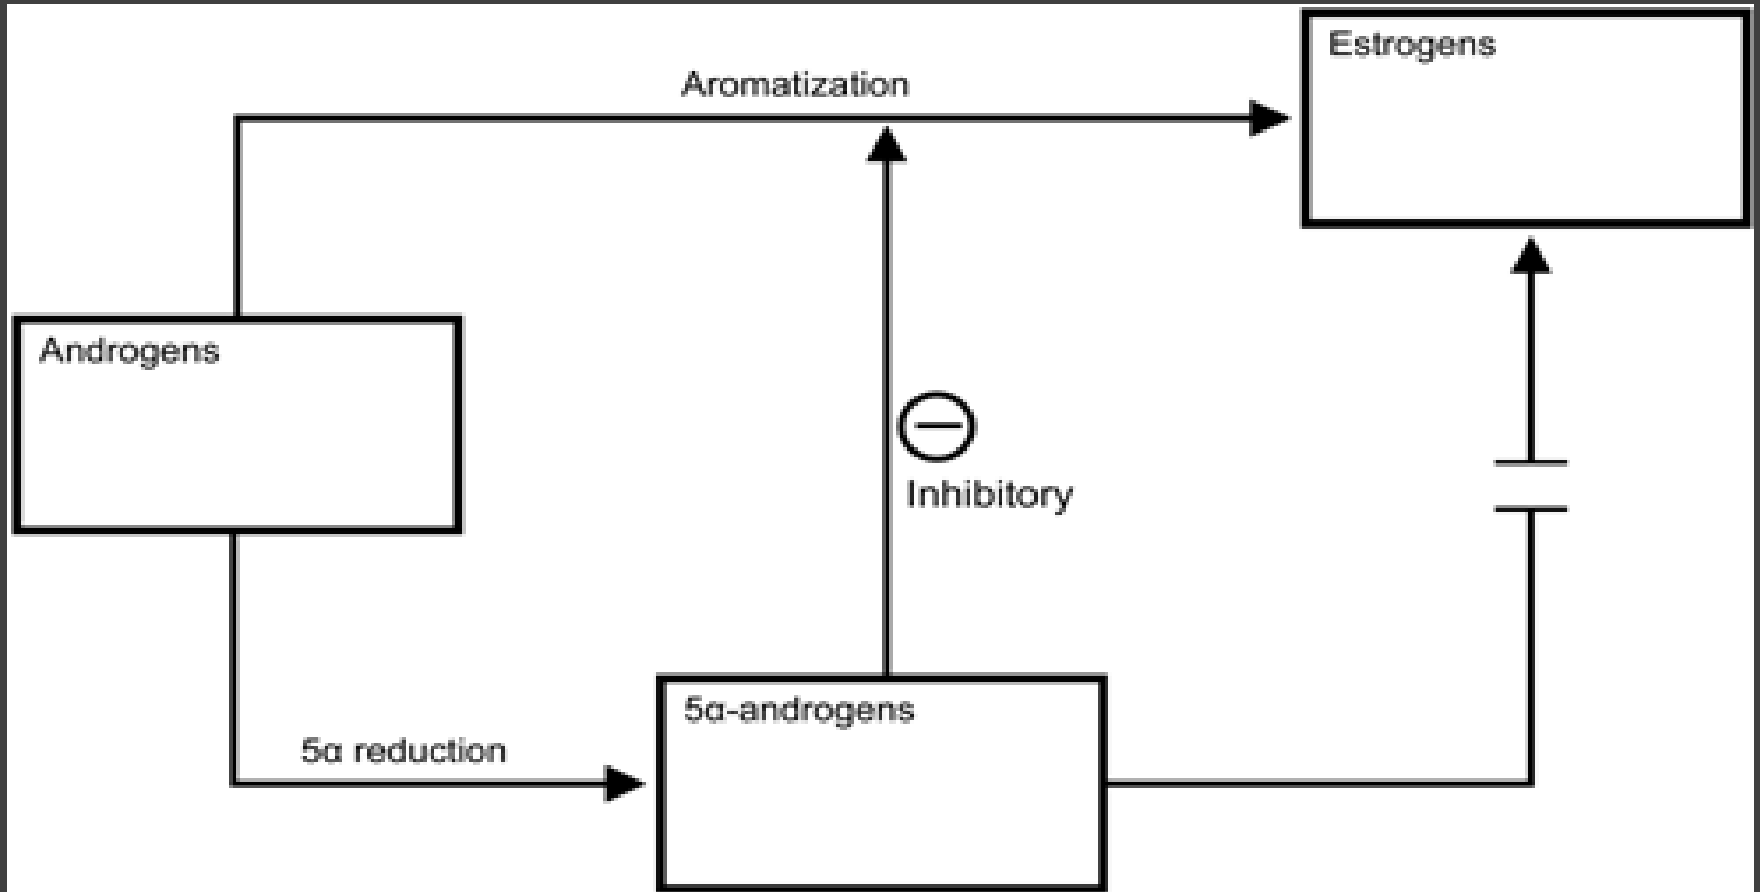 Estrogens
Aromatization
Androgens
Inhibitory
5α-androgens
5α reduction